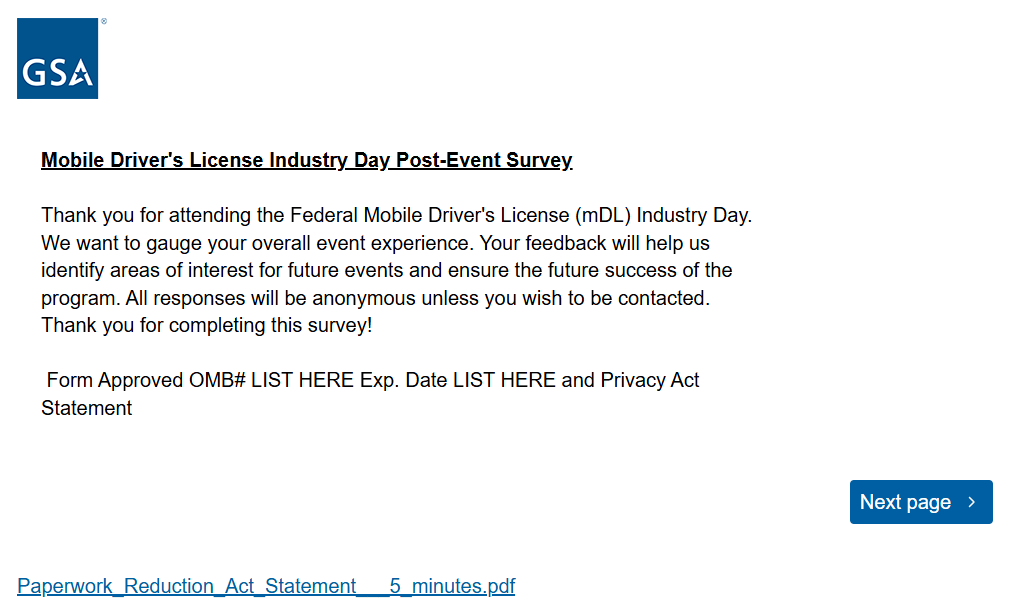 GSA
®
Mobile Driver's License Industry Day Post-Event Survey
Thank you for attending the Federal Mobile Driver's License (mDL) Industry Day.
We want to gauge your overall event experience. Your feedback will help us
identify areas of interest for future events and ensure the future success of the
program. All responses will be anonymous unless you wish to be contacted.
Thank you for completing this survey!
Form Approved OMB# LIST HERE Exp. Date LIST HERE and Privacy Act
Statement
Next page
Paperwork_Reduction_Act_Statement___5_minutes.pdf